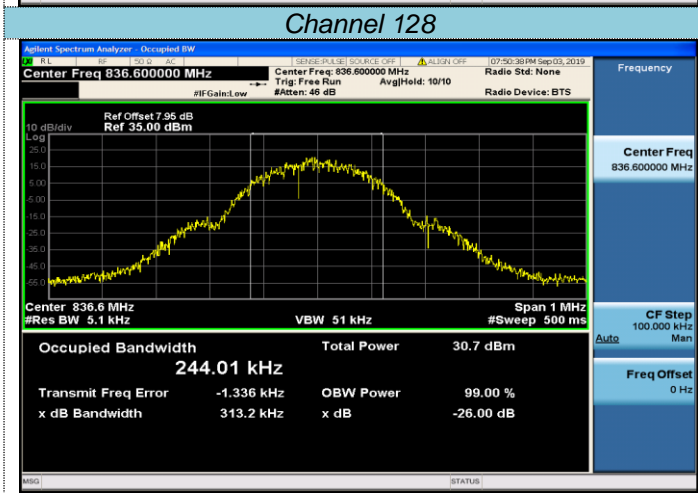 Channel 128
Agilent Spectrum Analyzer - Occupied BW
RL RF 50 Ω AC SENSE:PULSE SOURCE OFF ALIGN OFF 07:50:38 PM Sep 03, 2019
Center Freq 836.600000 MHz Center Freq: 836.600000 MHz Radio Std: None Frequency
Trig: Free Run Avg|Hold: 10/10
#IFGain:Low #Atten: 46 dB Radio Device: BTS
Ref Offset 7.95 dB
10 dB/div Ref 35.00 dBm
Log
25.0
15.0
5.00
-5.00
-15.0
-25.0
-35.0
-45.0
-55.0
Center Freq
836.600000 MHz
Center 836.6 MHz Span 1 MHz
#Res BW 5.1 kHz VBW 51 kHz #Sweep 500 ms
CF Step
100.000 kHz
Auto Man
Occupied Bandwidth Total Power 30.7 dBm
244.01 kHz
Freq Offset
0 Hz
Transmit Freq Error -1.336 kHz OBW Power 99.00 %
x dB Bandwidth 313.2 kHz x dB -26.00 dB
MSG STATUS